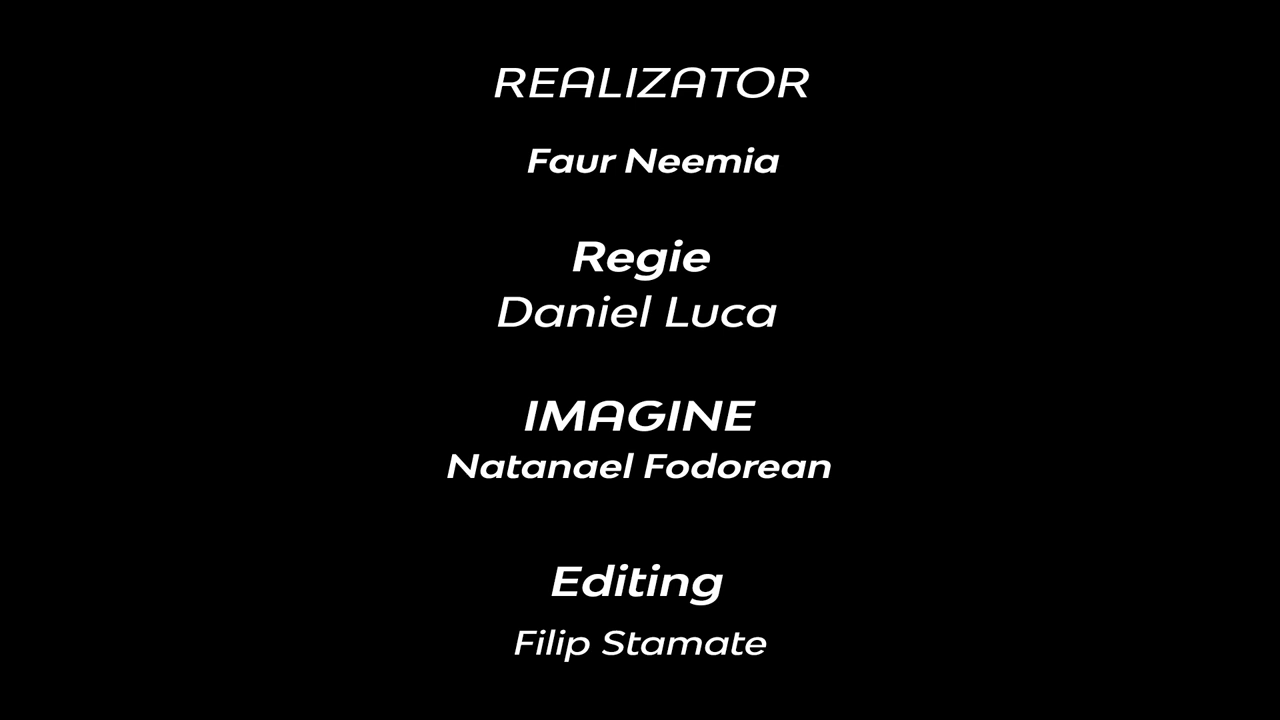 REALIZATOR
Faur Neemia
Regie
Daniel Luca
IMAGINE
Natanael Fodorean
Editing
Filip Stamate